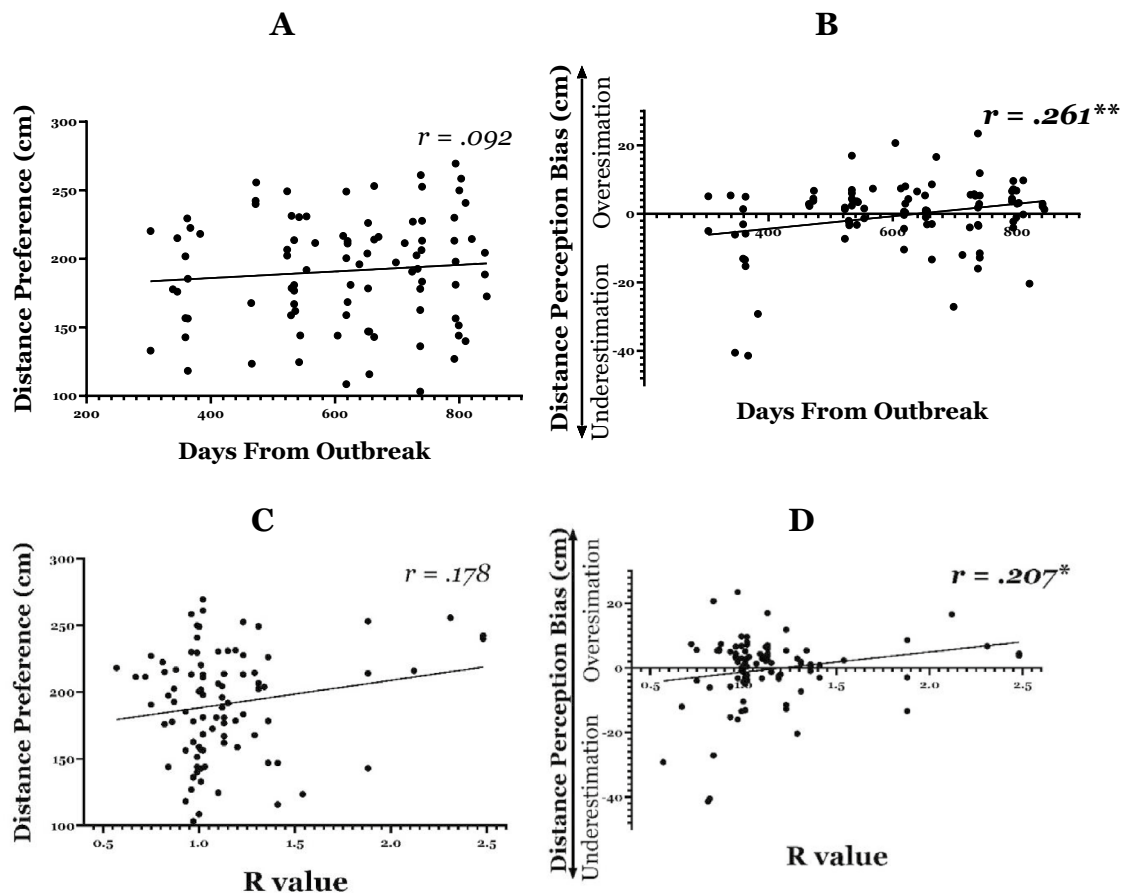 A
Distance Preference (cm)
300
250
200
150
100
r = .092
200
400
600
800
Days From Outbreak
B
Distance Perception Bias (cm)
Underestimation
Overesimation
20
0
-20
-40
r = .261**
400
600
800
Days From Outbreak
C
Distance Preference (cm)
300
250
200
150
100
r = .178
0.5
1.0
1.5
2.0
2.5
R value
D
Distance Perception Bias (cm)
Underestimation
Overesimation
20
0
-20
-40
r = .207*
0.5
1.0
1.5
2.0
2.5
R value